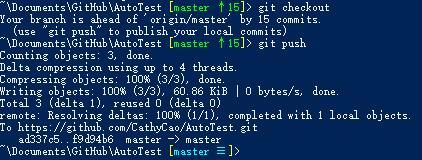 ~\Documents\GitHub\AutoTest [master ↑15]> git checkout
Your branch is ahead of 'origin/master' by 15 commits.
  (use "git push" to publish your local commits)
~\Documents\GitHub\AutoTest [master ↑15]> git push
Counting objects: 3, done.
Delta compression using up to 4 threads.
Compressing objects: 100% (3/3), done.
Writing objects: 100% (3/3), 60.86 KiB | 0 bytes/s, done.
Total 3 (delta 1), reused 0 (delta 0)
remote: Resolving deltas: 100% (1/1), completed with 1 local objects.
To https://github.com/CathyCao/AutoTest.git
   ad337c5..f9d94b6  master -> master
~\Documents\GitHub\AutoTest [master ≡]>